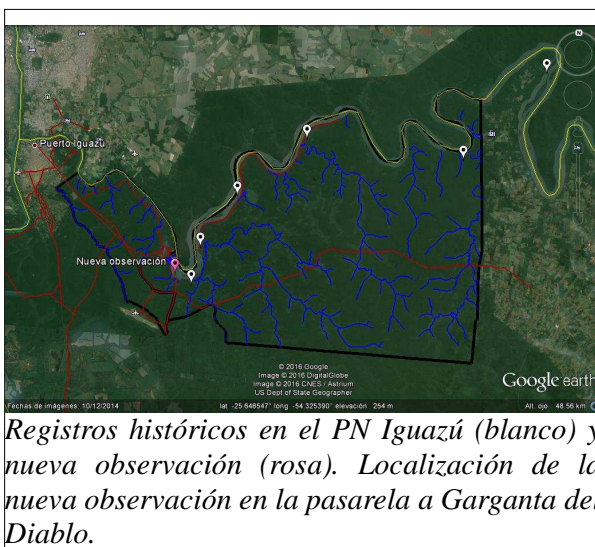 Puerto Iguazú
Nueva observación
© 2016 Google
Image © 2016 DigitalGlobe
Image © 2016 CNES / Astrium
US Dept of State Geographer
Google earth
Fechas de imágenes: 10/12/2014
lat -25.648547° long -54.325390° elevación 254 m
Alt. ojo 48.56 km
Registros históricos en el PN Iguazú (blanco) y
nueva observación (rosa). Localización de la
nueva observación en la pasarela a Garganta del
Diablo.